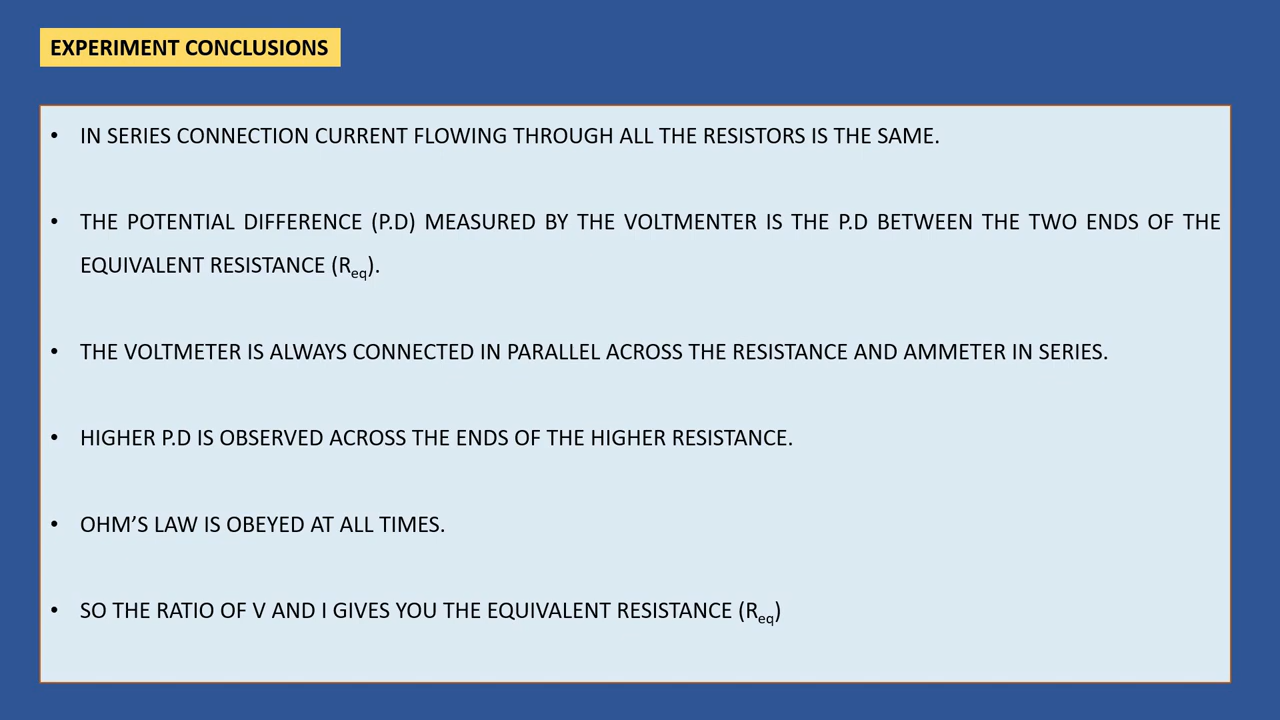 EXPERIMENT CONCLUSIONS
• IN SERIES CONNECTION CURRENT FLOWING THROUGH ALL THE RESISTORS IS THE SAME.
• THE POTENTIAL DIFFERENCE (P.D) MEASURED BY THE VOLTMENTER IS THE P.D BETWEEN THE TWO ENDS OF THE
EQUIVALENT RESISTANCE (Req).
• THE VOLTMETER IS ALWAYS CONNECTED IN PARALLEL ACROSS THE RESISTANCE AND AMMETER IN SERIES.
• HIGHER P.D IS OBSERVED ACROSS THE ENDS OF THE HIGHER RESISTANCE.
• OHM’S LAW IS OBEYED AT ALL TIMES.
• SO THE RATIO OF V AND I GIVES YOU THE EQUIVALENT RESISTANCE (Req)